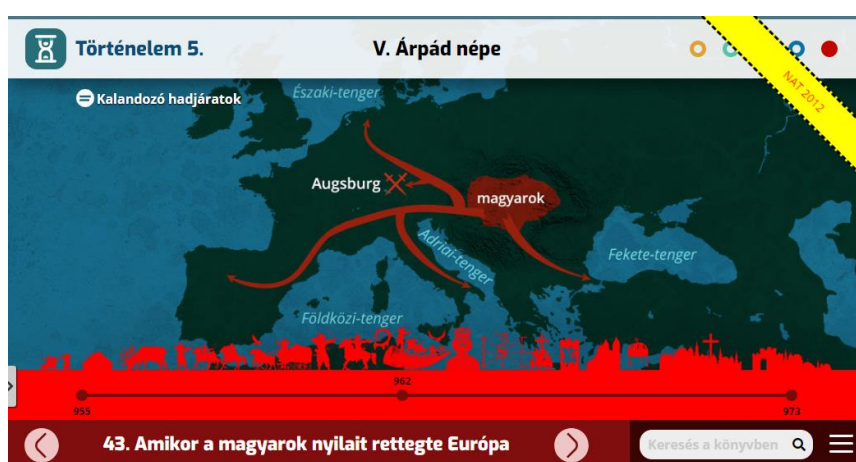 Történelem 5.
V. Árpád népe
NAT 2012
Kalandozó hadjáratok
Északi-tenger
Augsburg
magyarok
Adriai-tenger
Fekete-tenger
Földközi-tenger
962
955
973
43. Amikor a magyarok nyilait rettegte Európa
Keresés a könyvben